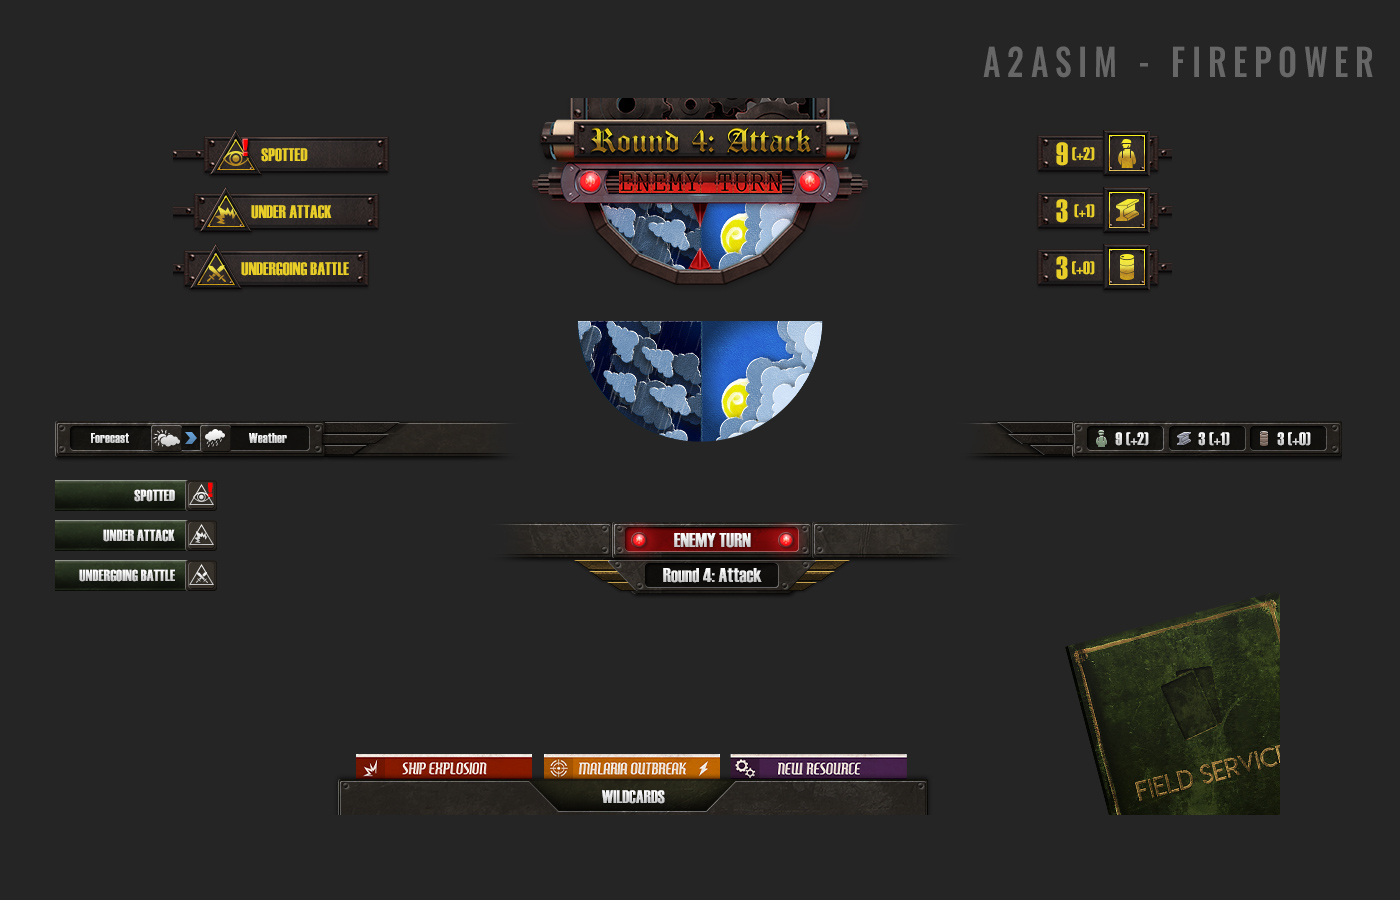 A2ASIM - FIREPOWER
Round 4: Attack
ENEMY TURN
SPOTTED
UNDER ATTACK
UNDERGOING BATTLE
9 (+2)
3 (+1)
3 (+0)
Forecast
Weather
9 (+2)
3 (+1)
3 (+0)
SPOTTED
UNDER ATTACK
UNDERGOING BATTLE
ENEMY TURN
Round 4: Attack
FIELD SERVIC
SHIP EXPLOSION
MALARIA OUTBREAK
NEW RESOURCE
WILDCARDS